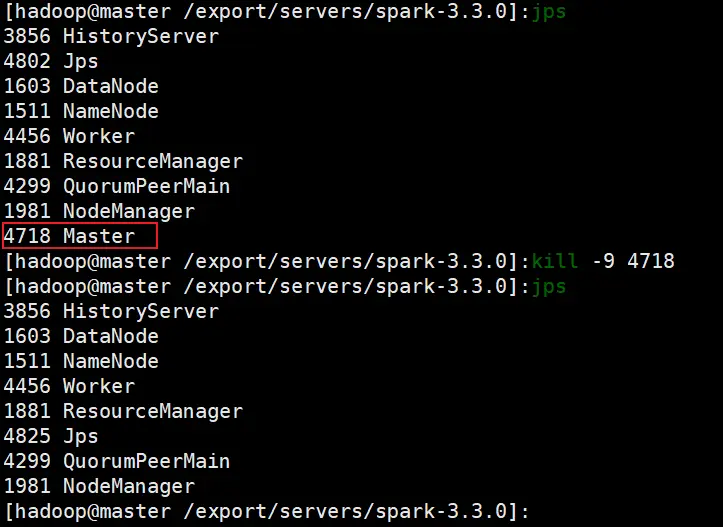 [hadoop@master /export/servers/spark-3.3.0]:jps
3856 HistoryServer
4802 Jps
1603 DataNode
1511 NameNode
4456 Worker
1881 ResourceManager
4299 QuorumPeerMain
1981 NodeManager
4718 Master
[hadoop@master /export/servers/spark-3.3.0]:kill -9 4718
[hadoop@master /export/servers/spark-3.3.0]:jps
3856 HistoryServer
1603 DataNode
1511 NameNode
4456 Worker
1881 ResourceManager
4825 Jps
4299 QuorumPeerMain
1981 NodeManager
[hadoop@master /export/servers/spark-3.3.0]: